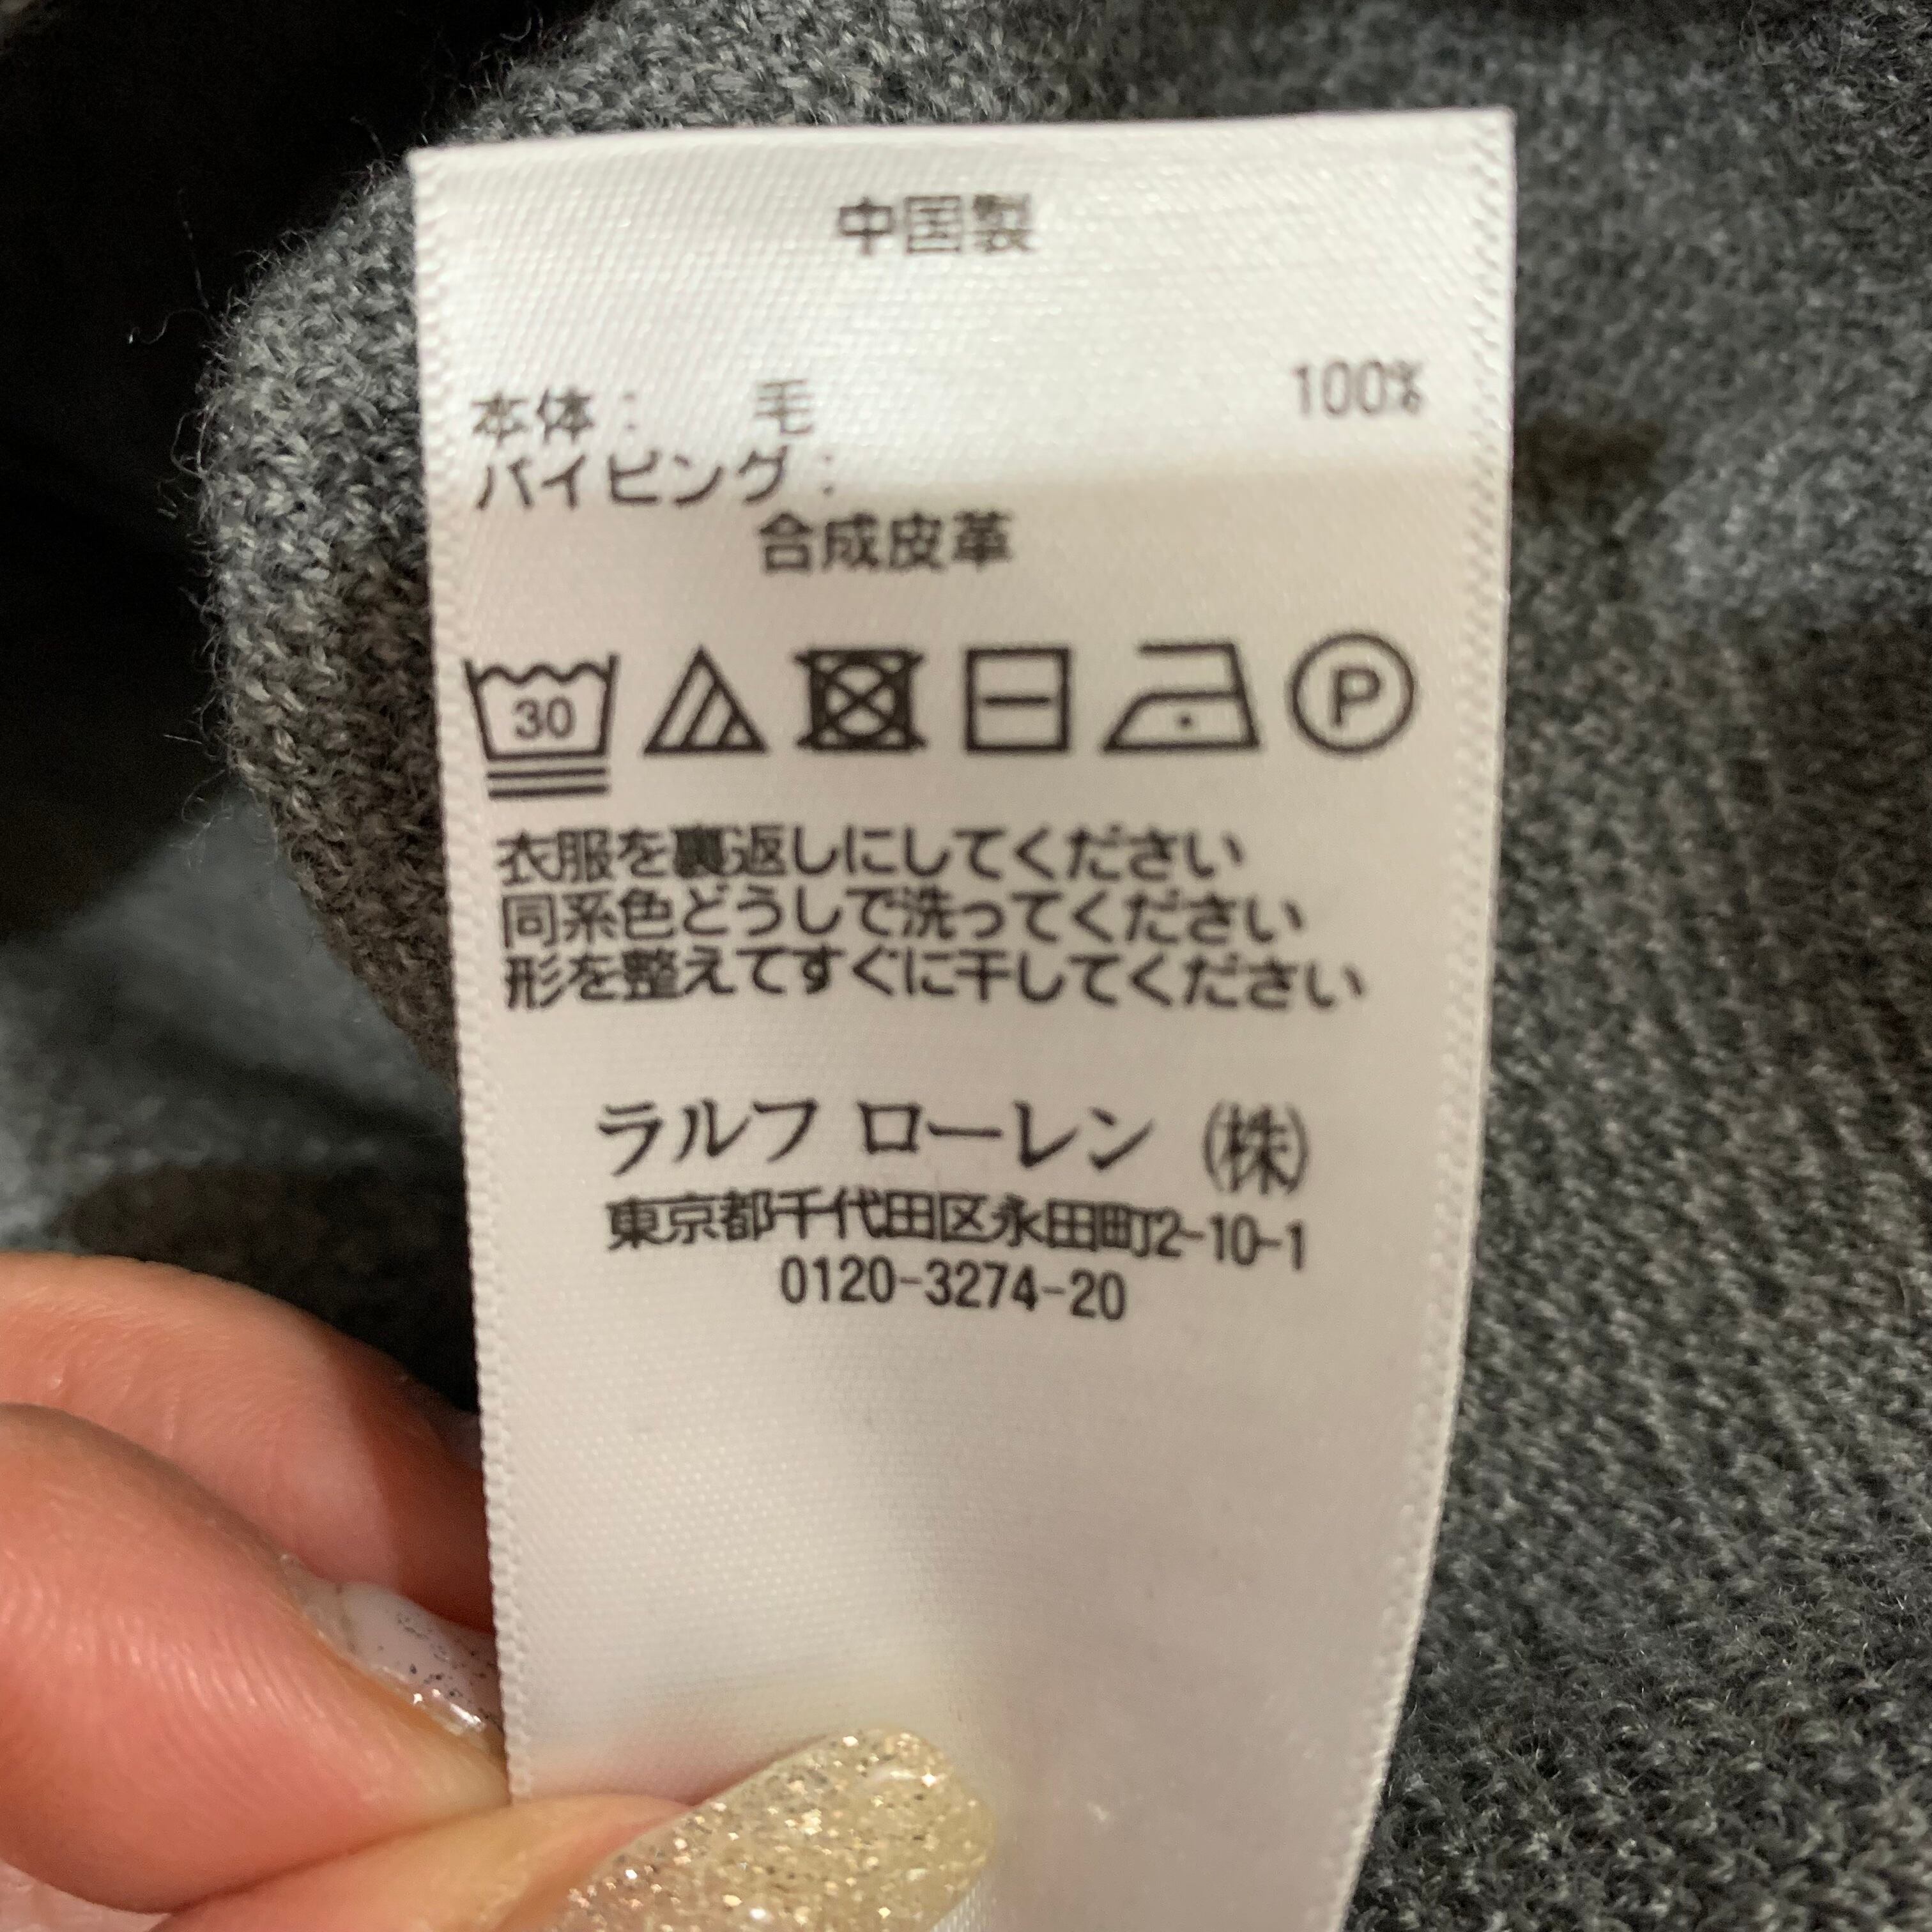 中国製
本体: 毛 100%
パイピング:
合成皮革
30 P
衣服を裏返しにしてください
同系色どうしで洗ってください
形を整えてすぐに干してください
ラルフ ローレン ㈱
東京都千代田区永田町2-10-1
0120-3274-20